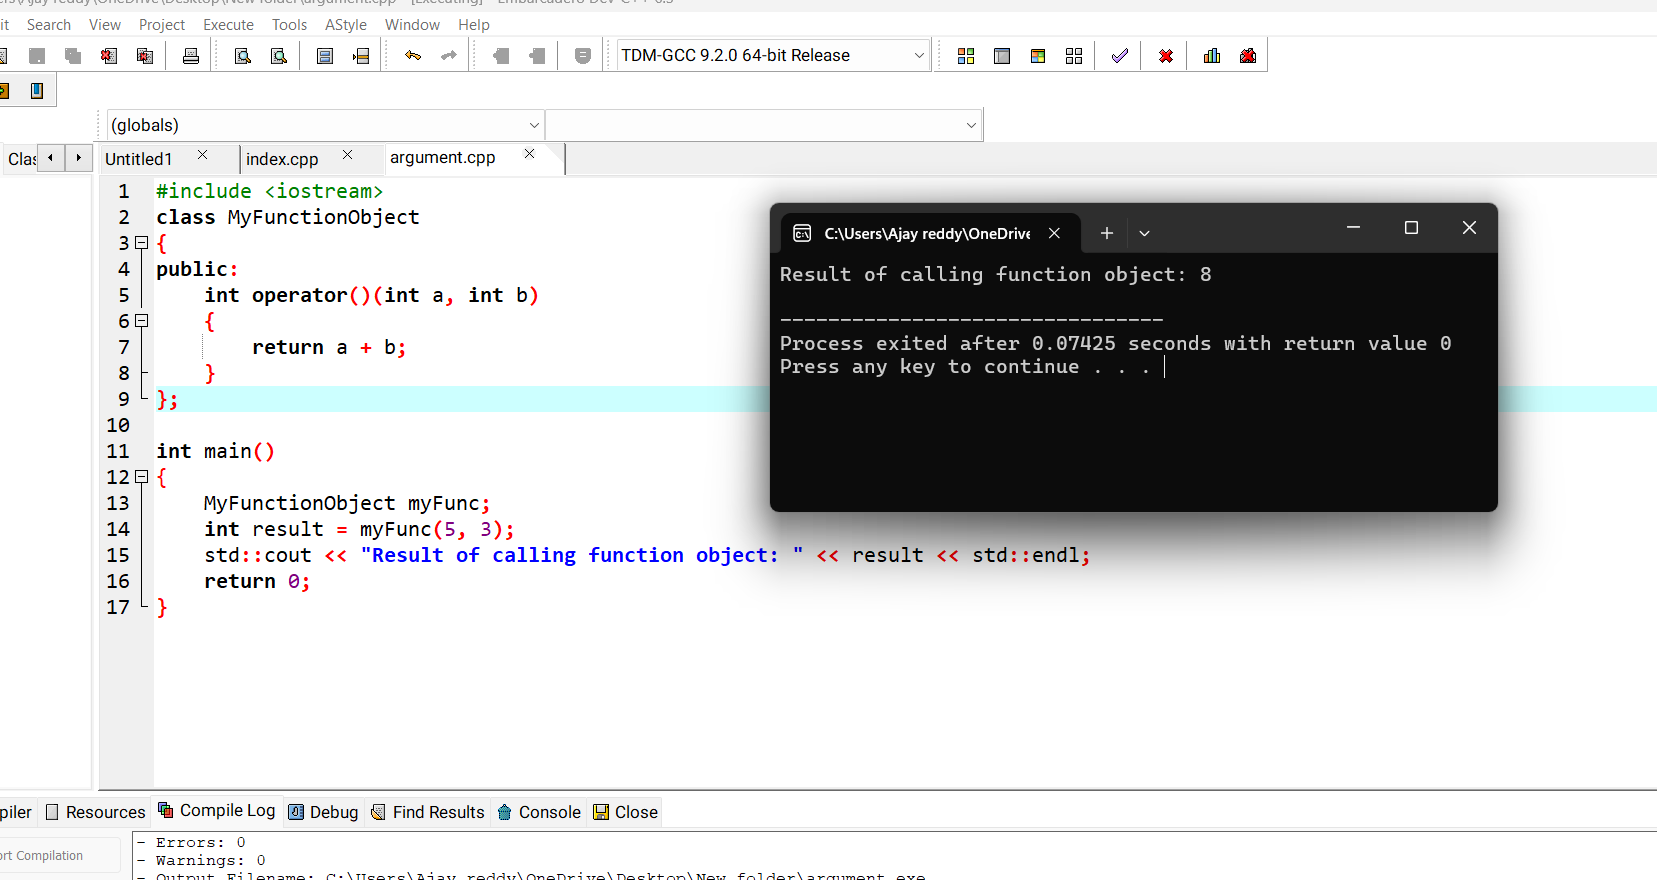 it Search View Project Execute Tools AStyle Window Help
TDM-GCC 9.2.0 64-bit Release
(globals)
Clas Untitled1 index.cpp argument.cpp
1 #include <iostream>
2 class MyFunctionObject
3 {
4 public:
5 int operator()(int a, int b)
6 {
7 return a + b;
8 }
9 };
10
11 int main()
12 {
13 MyFunctionObject myFunc;
14 int result = myFunc(5, 3);
15 std::cout << "Result of calling function object: " << result << std::endl;
16 return 0;
17 }
C:\Users\Ajay reddy\OneDrive
Result of calling function object: 8
--------------------------------
Process exited after 0.07425 seconds with return value 0
Press any key to continue . . .
piler Resources Compile Log Debug Find Results Console Close
ort Compilation
- Errors: 0
- Warnings: 0
- Output Filename: C:\Users\Ajay reddy\OneDrive\Desktop\New folder\argument.exe